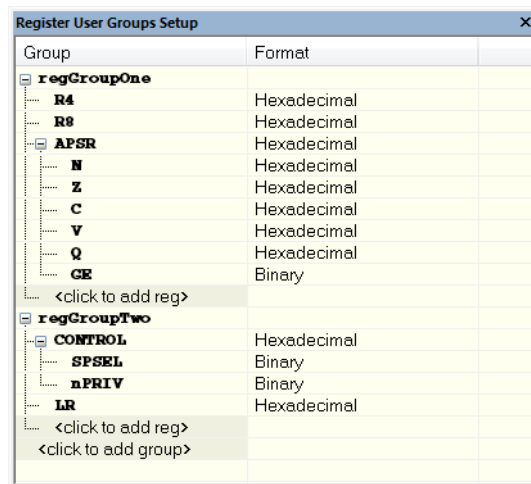 Register User Groups Setup
Group Format
regGroupOne
R4 Hexadecimal
R8 Hexadecimal
APSR Hexadecimal
N Hexadecimal
Z Hexadecimal
C Hexadecimal
V Hexadecimal
Q Hexadecimal
GE Binary
<click to add reg>
regGroupTwo
CONTROL Hexadecimal
SPSEL Binary
nPRIV Binary
LR Hexadecimal
<click to add reg>
<click to add group>